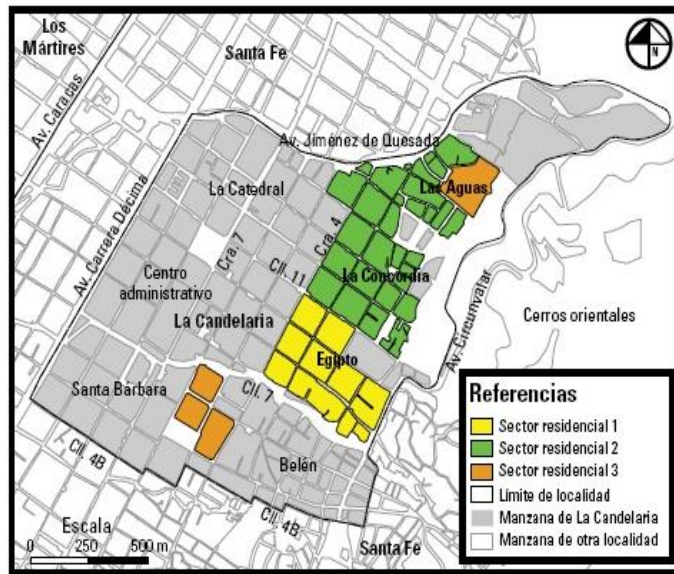 Los
Mártires
Santa Fe
N
Av. Caracas
Av. Jiménez de Quesada
La Catedral
Las Aguas
Av. Carrera Décima
Cra. 7
Cra. 4
Cll. 11
La Concordia
Centro
administrativo
Av. Circunvalar
Cerros orientales
La Candelaria
Egipto
Santa Bárbara
Cll. 7
Cll. 4B
Belén
Cll. 4B
Santa Fe
Escala
0 250 500 m
Referencias
Sector residencial 1
Sector residencial 2
Sector residencial 3
Límite de localidad
Manzana de La Candelaria
Manzana de otra localidad